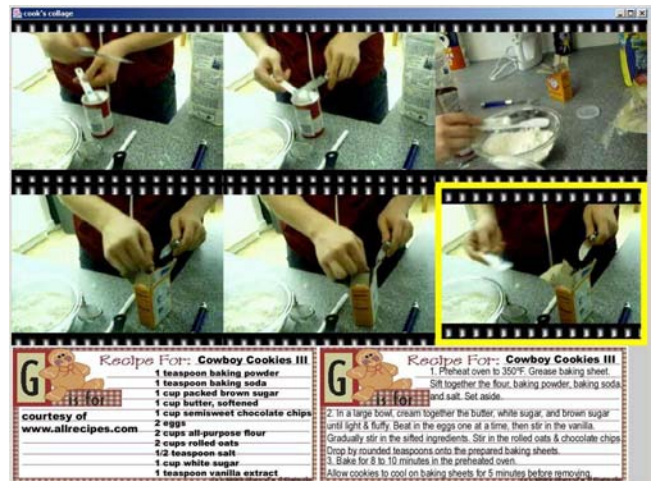 cook's collage
Recipe For: Cowboy Cookies III
1 teaspoon baking powder
1 teaspoon baking soda
1 cup packed brown sugar
1 cup butter, softened
1 cup semisweet chocolate chips
2 eggs
2 cups all-purpose flour
2 cups rolled oats
1/2 teaspoon salt
1 cup white sugar
1 teaspoon vanilla extract
G
is for
courtesy of
www.allrecipes.com
Recipe For: Cowboy Cookies III
G
is for
1. Preheat oven to 350°F. Grease baking sheet.
Sift together the flour, baking powder, baking soda,
and salt. Set aside.
2. In a large bowl, cream together the butter, white sugar, and brown sugar
until light & fluffy. Beat in the eggs one at a time, then stir in the vanilla.
Gradually stir in the sifted ingredients. Stir in the rolled oats & chocolate chips.
Drop by rounded teaspoons onto the prepared baking sheets.
3. Bake for 8 to 10 minutes in the preheated oven.
Allow cookies to cool on baking sheets for 5 minutes before removing.